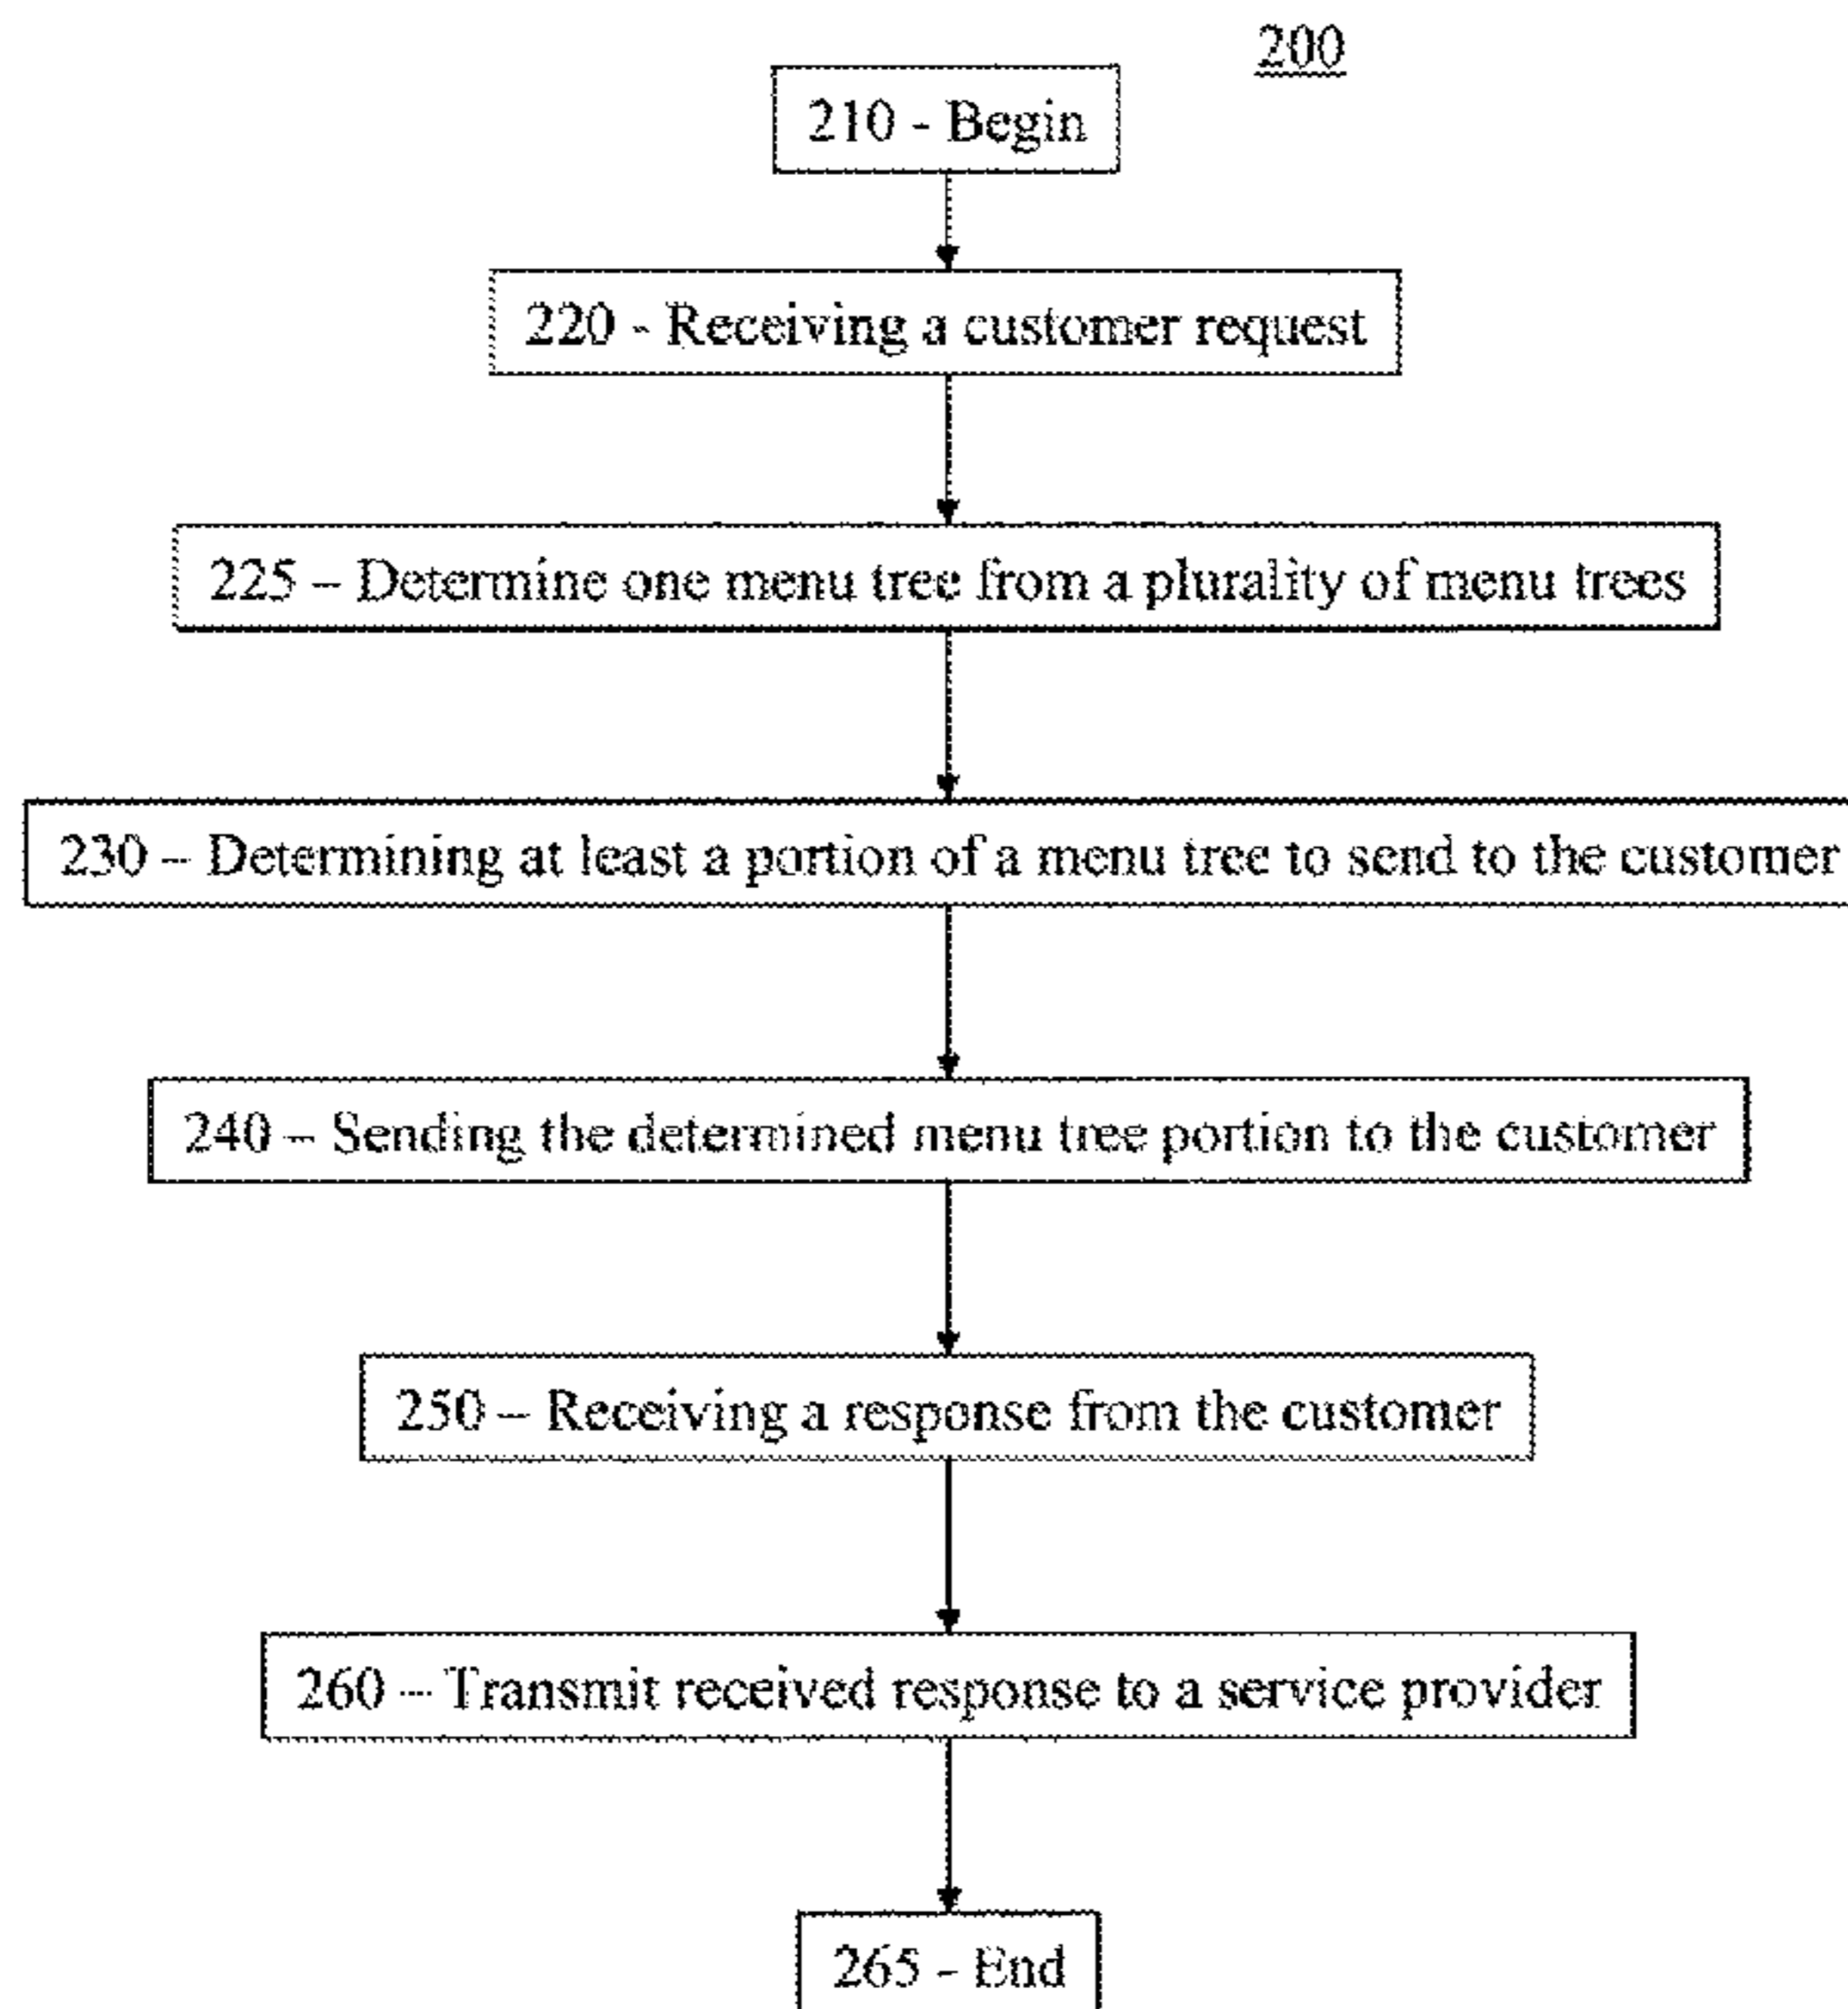 200
210 - Begin
220 - Receiving a customer request
225 – Determine one menu tree from a plurality of menu trees
230 – Determining at least a portion of a menu tree to send to the customer
240 – Sending the determined menu tree portion to the customer
250 – Receiving a response from the customer
260 – Transmit received response to a service provider
265 - End